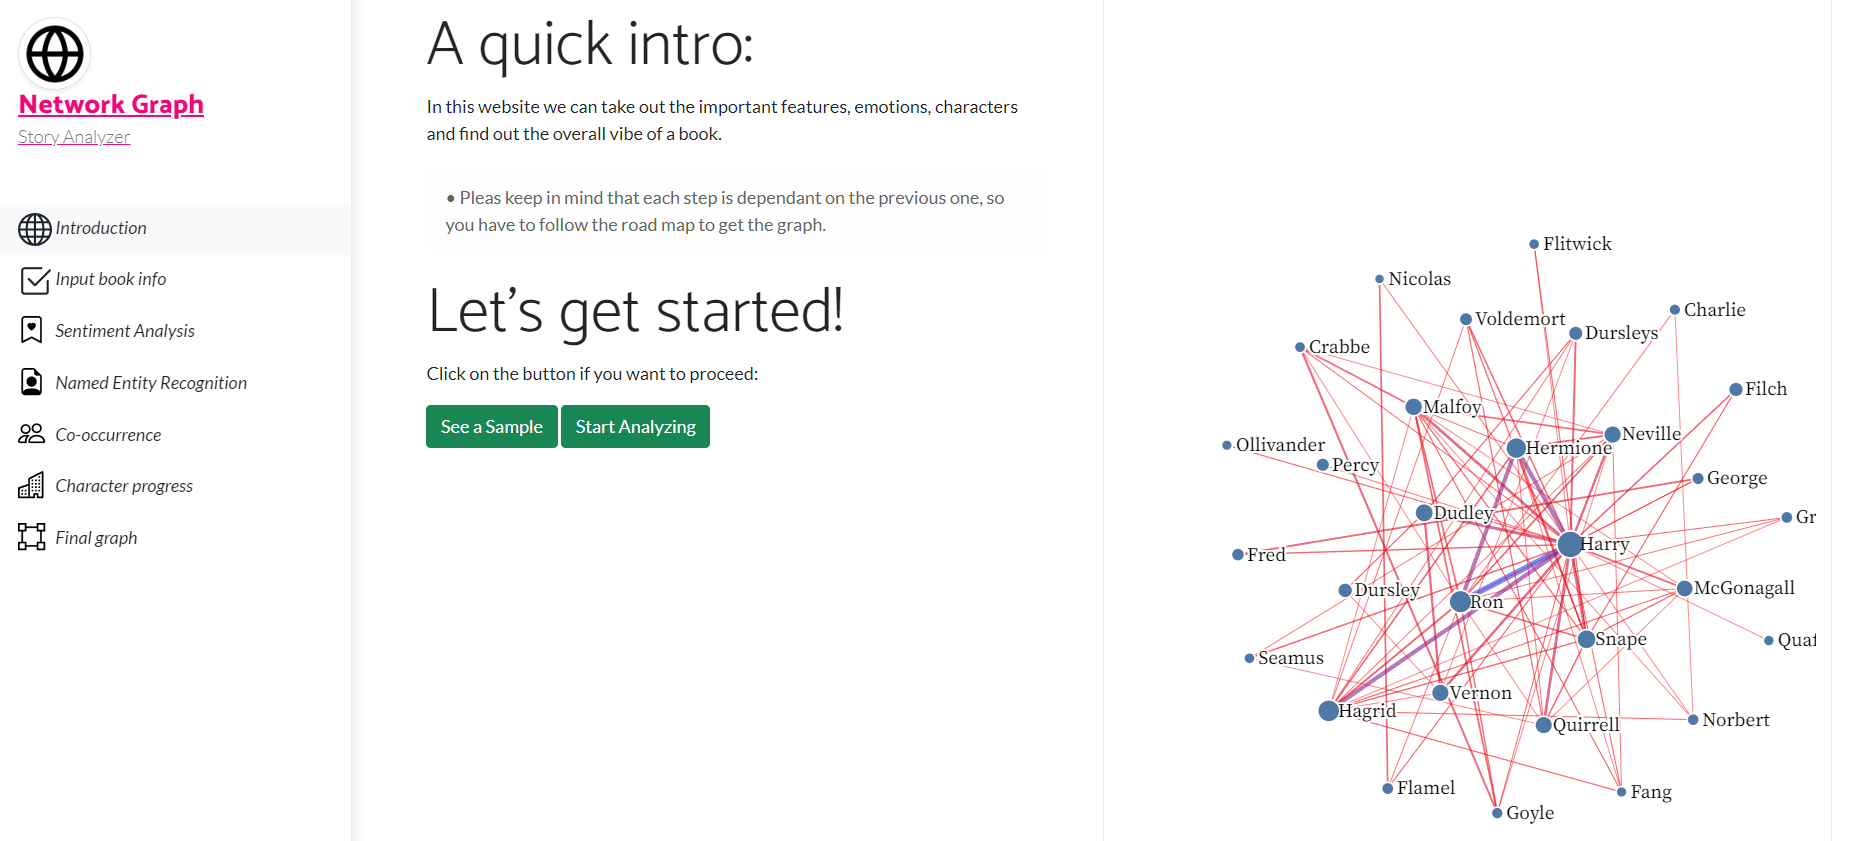 Network Graph
Story Analyzer
Introduction
Input book info
Sentiment Analysis
Named Entity Recognition
Co-occurrence
Character progress
Final graph
A quick intro:
In this website we can take out the important features, emotions, characters
and find out the overall vibe of a book.
• Pleas keep in mind that each step is dependant on the previous one, so
you have to follow the road map to get the graph.
Let's get started!
Click on the button if you want to proceed:
See a Sample
Start Analyzing
Flitwick
Nicolas
Charlie
Voldemort
Dursleys
Crabbe
Filch
Malfoy
Neville
Ollivander
Hermione
Percy
George
Dudley
Gr
Harry
Fred
Dursley
McGonagall
Ron
Snape
Quaf
Seamus
Vernon
Hagrid
Norbert
Quirrell
Flamel
Fang
Goyle